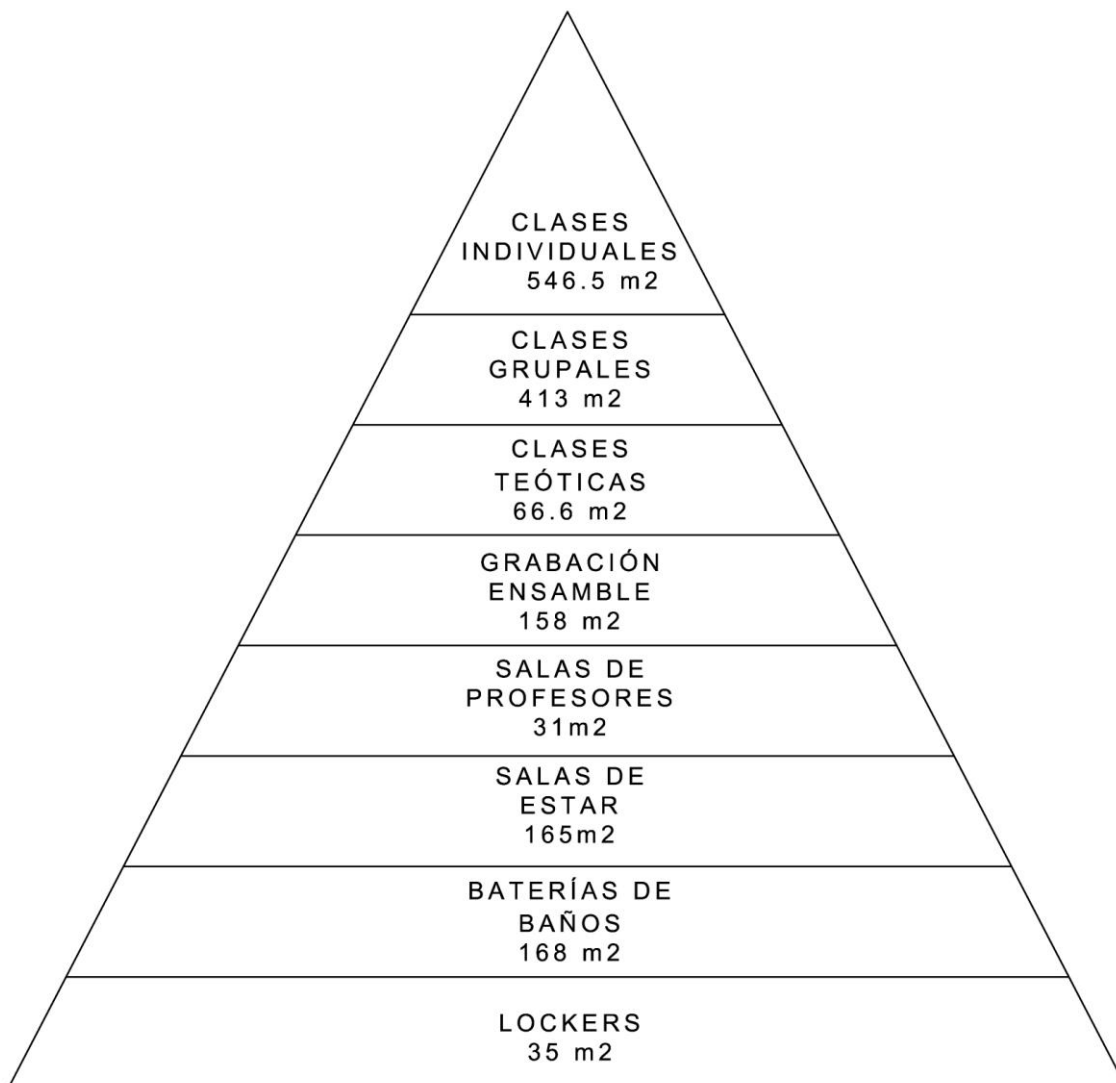 CLASES
INDIVIDUALES
546.5 m2
CLASES
GRUPALES
413 m2
CLASES
TEÓTICAS
66.6 m2
GRABACIÓN
ENSAMBLE
158 m2
SALAS DE
PROFESORES
31m2
SALAS DE
ESTAR
165m2
BATERÍAS DE
BAÑOS
168 m2
LOCKERS
35 m2